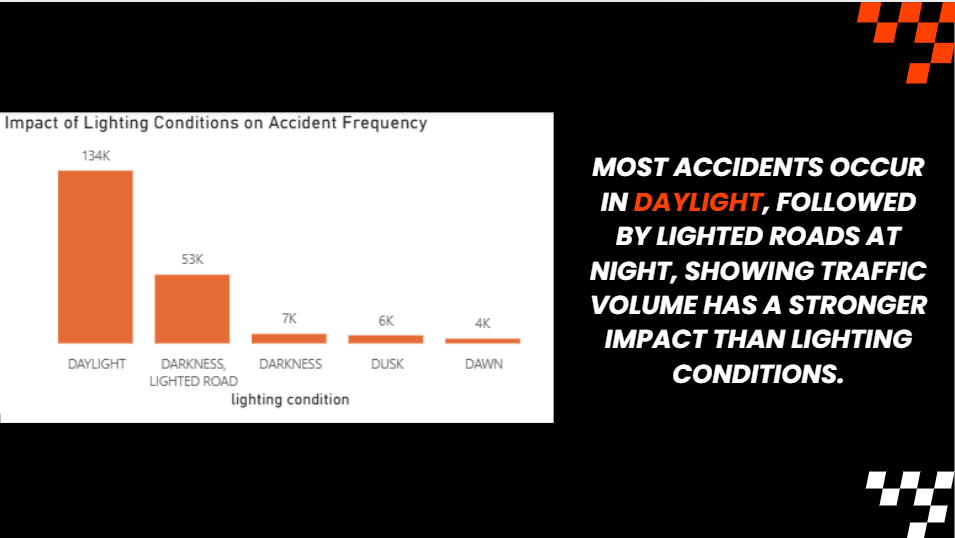 Impact of Lighting Conditions on Accident Frequency
134K
53K
7K
6K
4K
DAYLIGHT
DARKNESS,
LIGHTED ROAD
DARKNESS
DUSK
DAWN
lighting condition
MOST ACCIDENTS OCCUR
IN DAYLIGHT, FOLLOWED
BY LIGHTED ROADS AT
NIGHT, SHOWING TRAFFIC
VOLUME HAS A STRONGER
IMPACT THAN LIGHTING
CONDITIONS.